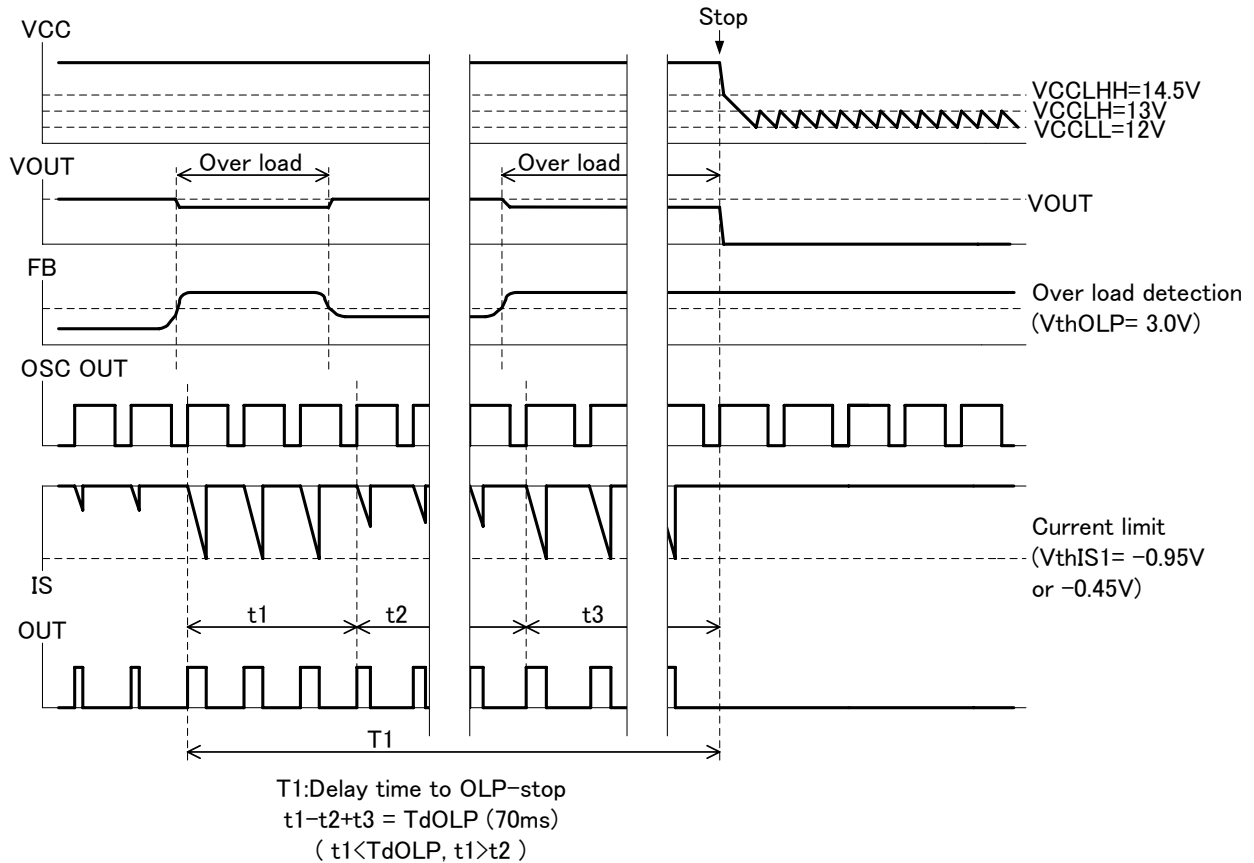 Stop
VCC
VCCLHH=14.5V
VCCLH=13V
VCCLL=12V
VOUT
Over load
Over load
VOUT
FB
Over load detection
(VthOLP= 3.0V)
OSC OUT
Current limit
(VthIS1= −0.95V
or −0.45V)
IS
t1
t2
t3
OUT
T1
T1:Delay time to OLP−stop
t1−t2+t3 = TdOLP (70ms)
( t1<TdOLP, t1>t2 )